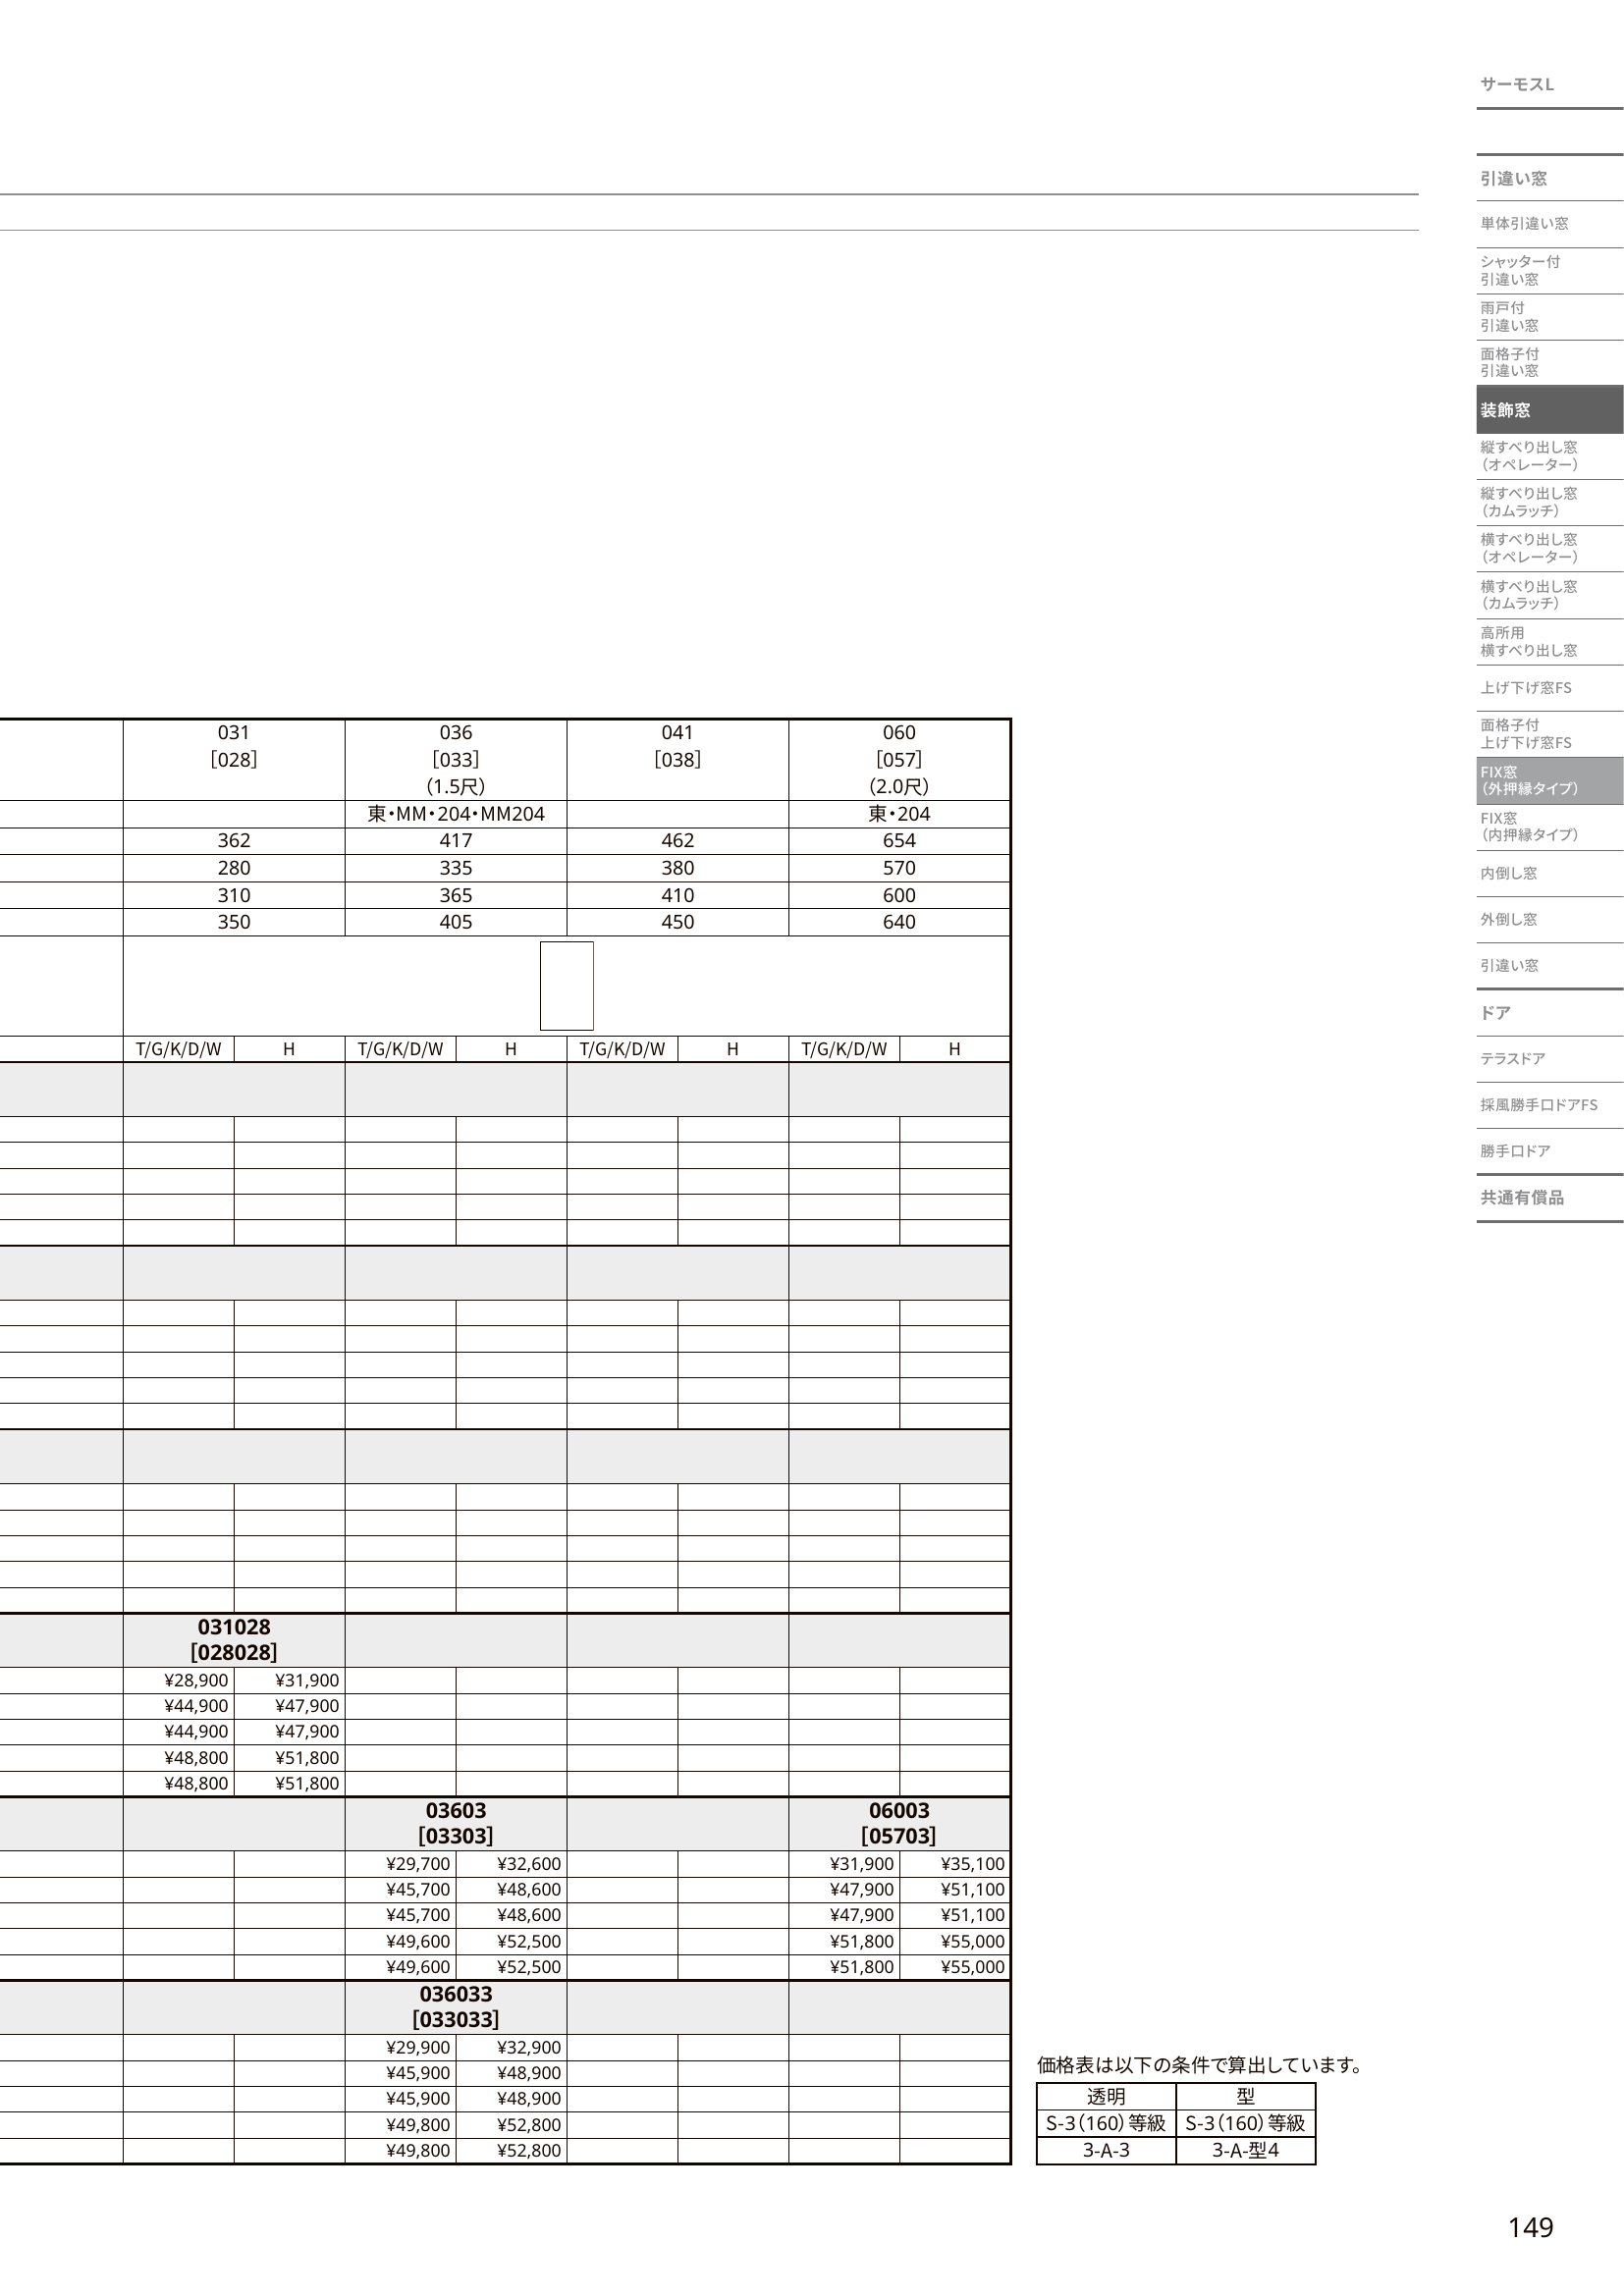 サーモスL
引違い窓
単体引違い窓
シャッター付
引違い窓
雨戸付
引違い窓
面格子付
引違い窓
装飾窓
縦すべり出し窓
（オペレーター）
縦すべり出し窓
（カムラッチ）
横すべり出し窓
（オペレーター）
横すべり出し窓
（カムラッチ）
高所用
横すべり出し窓
上げ下げ窓FS
面格子付
上げ下げ窓FS
FIX窓
（外押縁タイプ）
FIX窓
（内押縁タイプ）
内倒し窓
外倒し窓
引違い窓
ドア
テラスドア
採風勝手口ドアFS
勝手口ドア
共通有償品
031 036 041 060
［028］ ［033］ ［038］ ［057］
（1.5尺） （2.0尺）
東・MM・204・MM204 東・204
362 417 462 654
280 335 380 570
310 365 410 600
350 405 450 640
T/G/K/D/W H T/G/K/D/W H T/G/K/D/W H T/G/K/D/W H
031028
［028028］
¥28,900 ¥31,900
¥44,900 ¥47,900
¥44,900 ¥47,900
¥48,800 ¥51,800
¥48,800 ¥51,800
03603 06003
［03303］ ［05703］
¥29,700 ¥32,600 ¥31,900 ¥35,100
¥45,700 ¥48,600 ¥47,900 ¥51,100
¥45,700 ¥48,600 ¥47,900 ¥51,100
¥49,600 ¥52,500 ¥51,800 ¥55,000
¥49,600 ¥52,500 ¥51,800 ¥55,000
036033
［033033］
¥29,900 ¥32,900
¥45,900 ¥48,900
¥45,900 ¥48,900
¥49,800 ¥52,800
¥49,800 ¥52,800
価格表は以下の条件で算出しています。
透明 型
S-3（160）等級 S-3（160）等級
3-A-3 3-A-型4
149